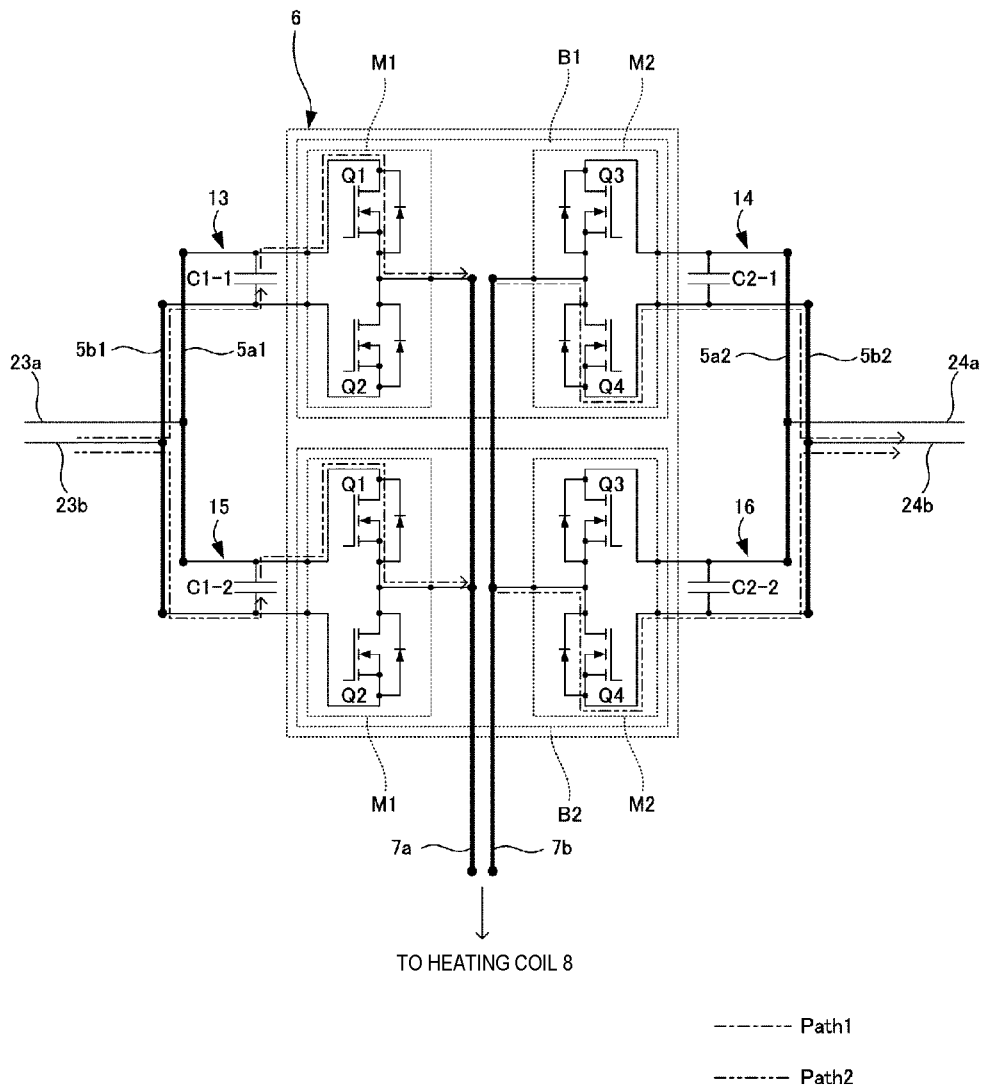 6
M1
B1
M2
Q1
Q3
13
14
C1-1
C2-1
5b1
5a1
Q2
Q4
5a2
5b2
23a
24a
23b
24b
15
Q1
Q3
16
C1-2
C2-2
Q2
Q4
M1
B2
M2
7a
7b
TO HEATING COIL 8
Path1
Path2